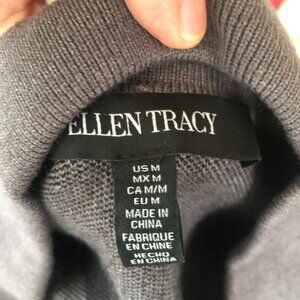 ELLEN TRACY
US M
MX M
CA M/M
EU M
MADE IN
CHINA
FABRIQUE
EN CHINE
HECHO
EN CHINA